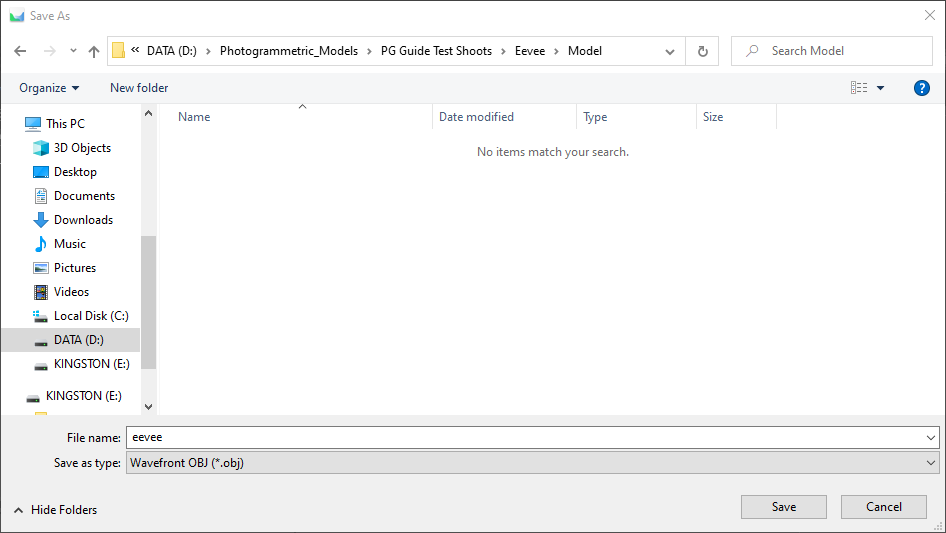 Save As
« DATA (D:) > Photogrammetric_Models > PG Guide Test Shoots > Eevee > Model
Search Model
Organize
New folder
?
Name
Date modified
Type
Size
No items match your search.
This PC
3D Objects
Desktop
Documents
Downloads
Music
Pictures
Videos
Local Disk (C:)
DATA (D:)
KINGSTON (E:)
KINGSTON (E:)
File name: eevee
Save as type: Wavefront OBJ (*.obj)
Hide Folders
Save
Cancel